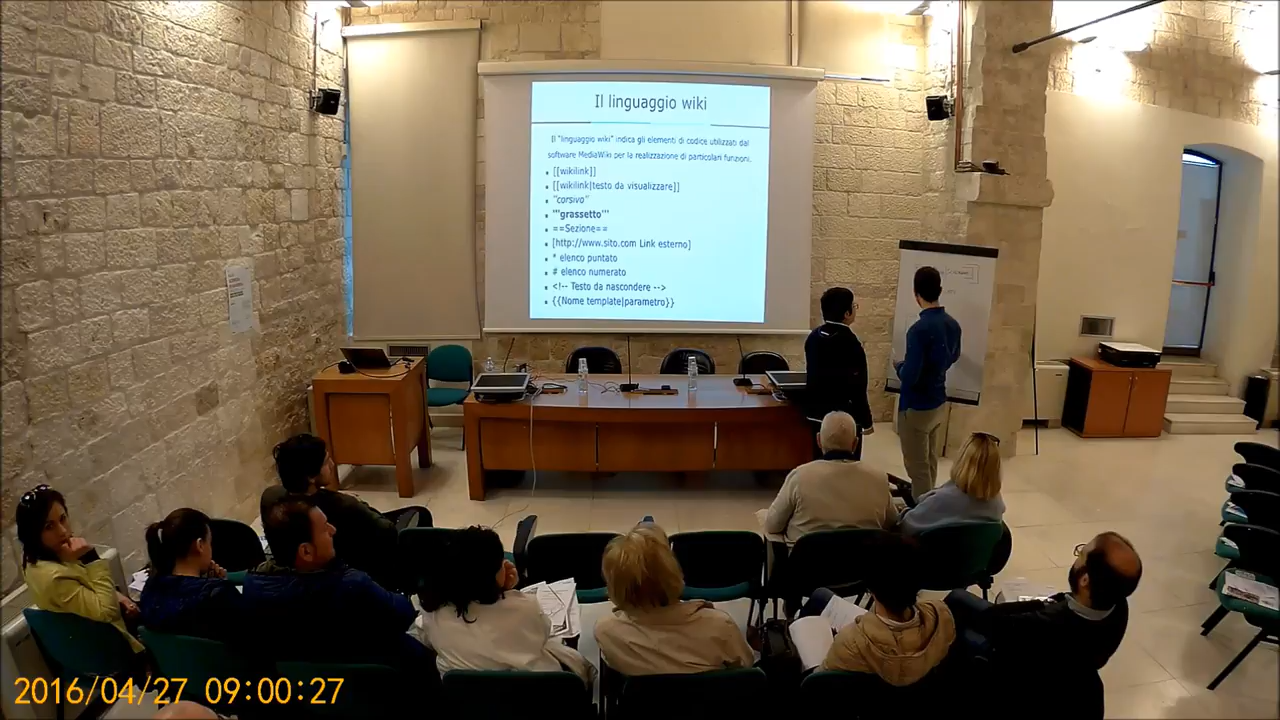 Il linguaggio wiki
Il "linguaggio wiki" indica gli elementi di codice utilizzati dal
software MediaWiki per la realizzazione di particolari funzioni.
[[wikilink]]
[[wikilink|testo da visualizzare]]
''corsivo''
'''grassetto'''
==Sezione==
[http://www.sito.com Link esterno]
* elenco puntato
# elenco numerato
<!-- Testo da nascondere -->
{{Nome template|parametro}}
2016/04/27 09:00:27